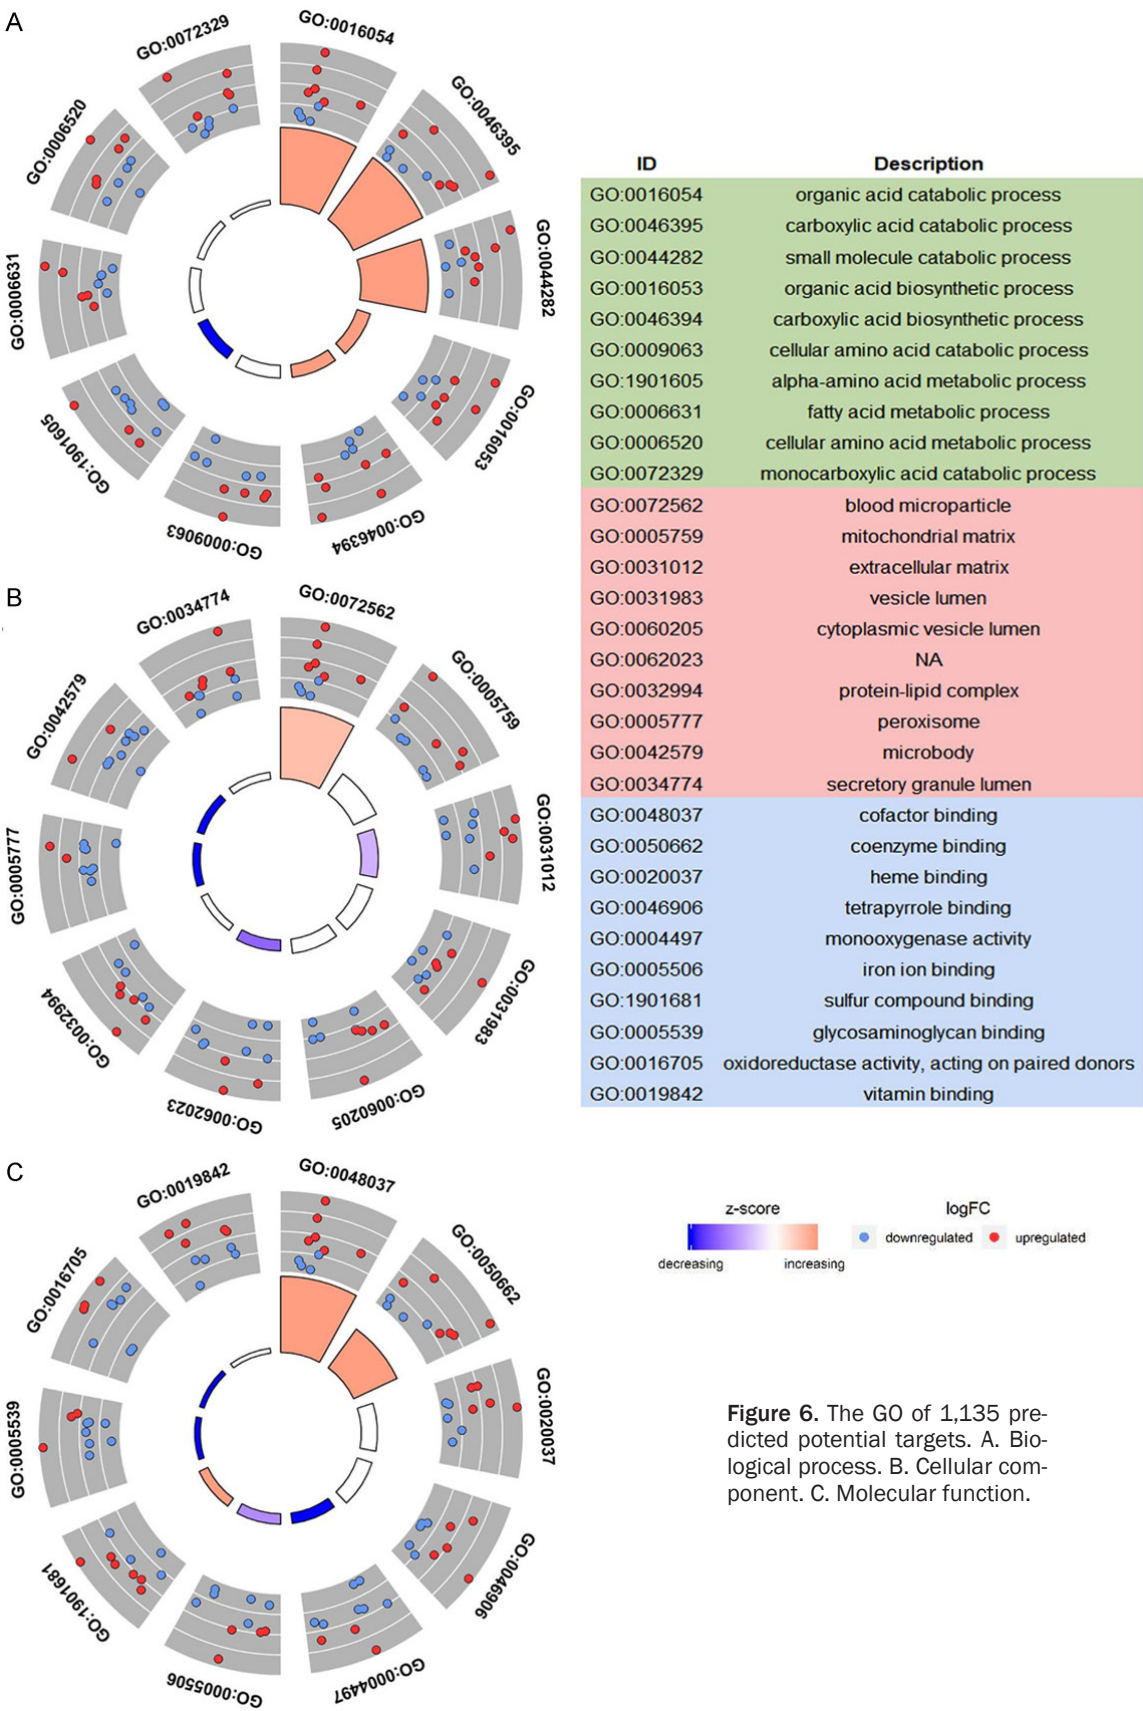 A
GO:0072329
GO:0016054
GO:0006520
GO:0046395
GO:0006631
GO:0044282
GO:1901605
GO:0016053
GO:0009063
GO:0046394
B
GO:0034774
GO:0072562
GO:0042579
GO:0005759
GO:0005777
GO:0031012
GO:0032994
GO:0031983
GO:0062023
GO:0060205
C
GO:0019842
GO:0048037
GO:0016705
GO:0050662
GO:0005539
GO:0020037
GO:1901681
GO:0046906
GO:0005506
GO:0004497
ID Description
GO:0016054 organic acid catabolic process
GO:0046395 carboxylic acid catabolic process
GO:0044282 small molecule catabolic process
GO:0016053 organic acid biosynthetic process
GO:0046394 carboxylic acid biosynthetic process
GO:0009063 cellular amino acid catabolic process
GO:1901605 alpha-amino acid metabolic process
GO:0006631 fatty acid metabolic process
GO:0006520 cellular amino acid metabolic process
GO:0072329 monocarboxylic acid catabolic process
GO:0072562 blood microparticle
GO:0005759 mitochondrial matrix
GO:0031012 extracellular matrix
GO:0031983 vesicle lumen
GO:0060205 cytoplasmic vesicle lumen
GO:0062023 NA
GO:0032994 protein-lipid complex
GO:0005777 peroxisome
GO:0042579 microbody
GO:0034774 secretory granule lumen
GO:0048037 cofactor binding
GO:0050662 coenzyme binding
GO:0020037 heme binding
GO:0046906 tetrapyrrole binding
GO:0004497 monooxygenase activity
GO:0005506 iron ion binding
GO:1901681 sulfur compound binding
GO:0005539 glycosaminoglycan binding
GO:0016705 oxidoreductase activity, acting on paired donors
GO:0019842 vitamin binding
z-score logFC
downregulated upregulated
decreasing increasing
Figure 6. The GO of 1,135 pre-
dicted potential targets. A. Bio-
logical process. B. Cellular com-
ponent. C. Molecular function.